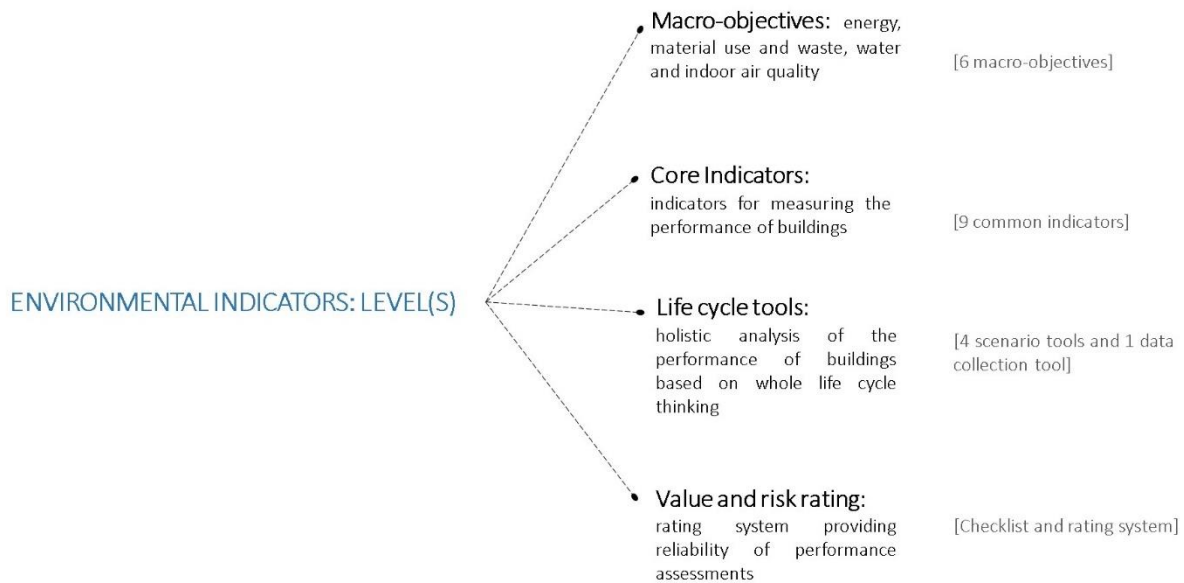 Macro-objectives: energy,
material use and waste, water
and indoor air quality
[6 macro-objectives]
Core Indicators:
indicators for measuring the
performance of buildings
[9 common indicators]
ENVIRONMENTAL INDICATORS: LEVEL(S)
Life cycle tools:
holistic analysis of the
performance of buildings
based on whole life cycle
thinking
[4 scenario tools and 1 data
collection tool]
Value and risk rating:
rating system providing
reliability of performance
assessments
[Checklist and rating system]